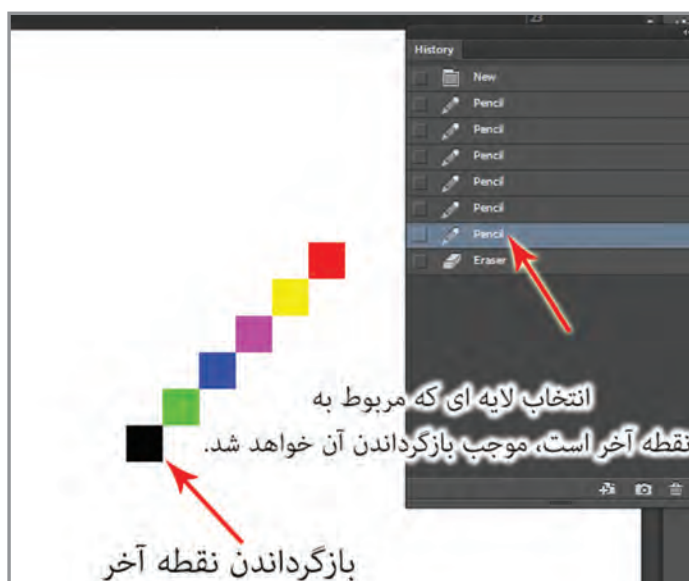 23
History
New
Pencil
Pencil
Pencil
Pencil
Pencil
Pencil
Eraser
انتخاب لایه ای که مربوط به
نقطه آخر است، موجب بازگرداندن آن خواهد شد.
بازگرداندن نقطه آخر